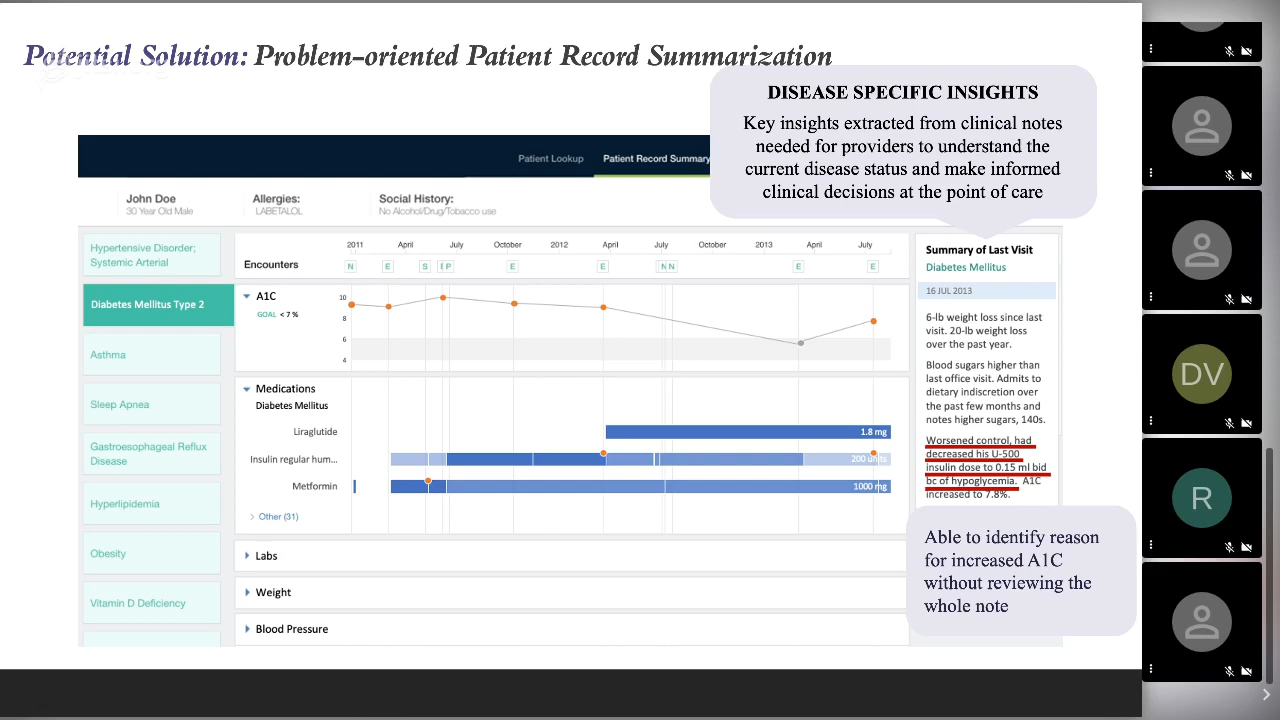 Potential Solution: Problem-oriented Patient Record Summarization
DISEASE SPECIFIC INSIGHTS
Key insights extracted from clinical notes
needed for providers to understand the
current disease status and make informed
clinical decisions at the point of care
Patient Lookup
Patient Record Summary
John Doe
30 Year Old Male
Allergies:
LABETALOL
Social History:
No Alcohol/Drug/Tobacco use
Hypertensive Disorder;
Systemic Arterial
Diabetes Mellitus Type 2
Asthma
Sleep Apnea
Gastroesophageal Reflux
Disease
Hyperlipidemia
Obesity
Vitamin D Deficiency
2011 April July October 2012 April July October 2013 April July
Encounters
N E S P E E N N E E
A1C
GOAL < 7 %
10
8
6
4
Medications
Diabetes Mellitus
Liraglutide 1.8 mg
Insulin regular hum... 200 units
Metformin 1000 mg
Other (31)
Labs
Weight
Blood Pressure
Summary of Last Visit
Diabetes Mellitus
16 JUL 2013
6-lb weight loss since last
visit. 20-lb weight loss
over the past year.
Blood sugars higher than
last office visit. Admits to
dietary indiscretion over
the past few months and
notes higher sugars, 140s.
Worsened control, had
decreased his U-500
insulin dose to 0.15 ml bid
bc of hypoglycemia. A1C
increased to 7.8%.
Able to identify reason
for increased A1C
without reviewing the
whole note
DV
R